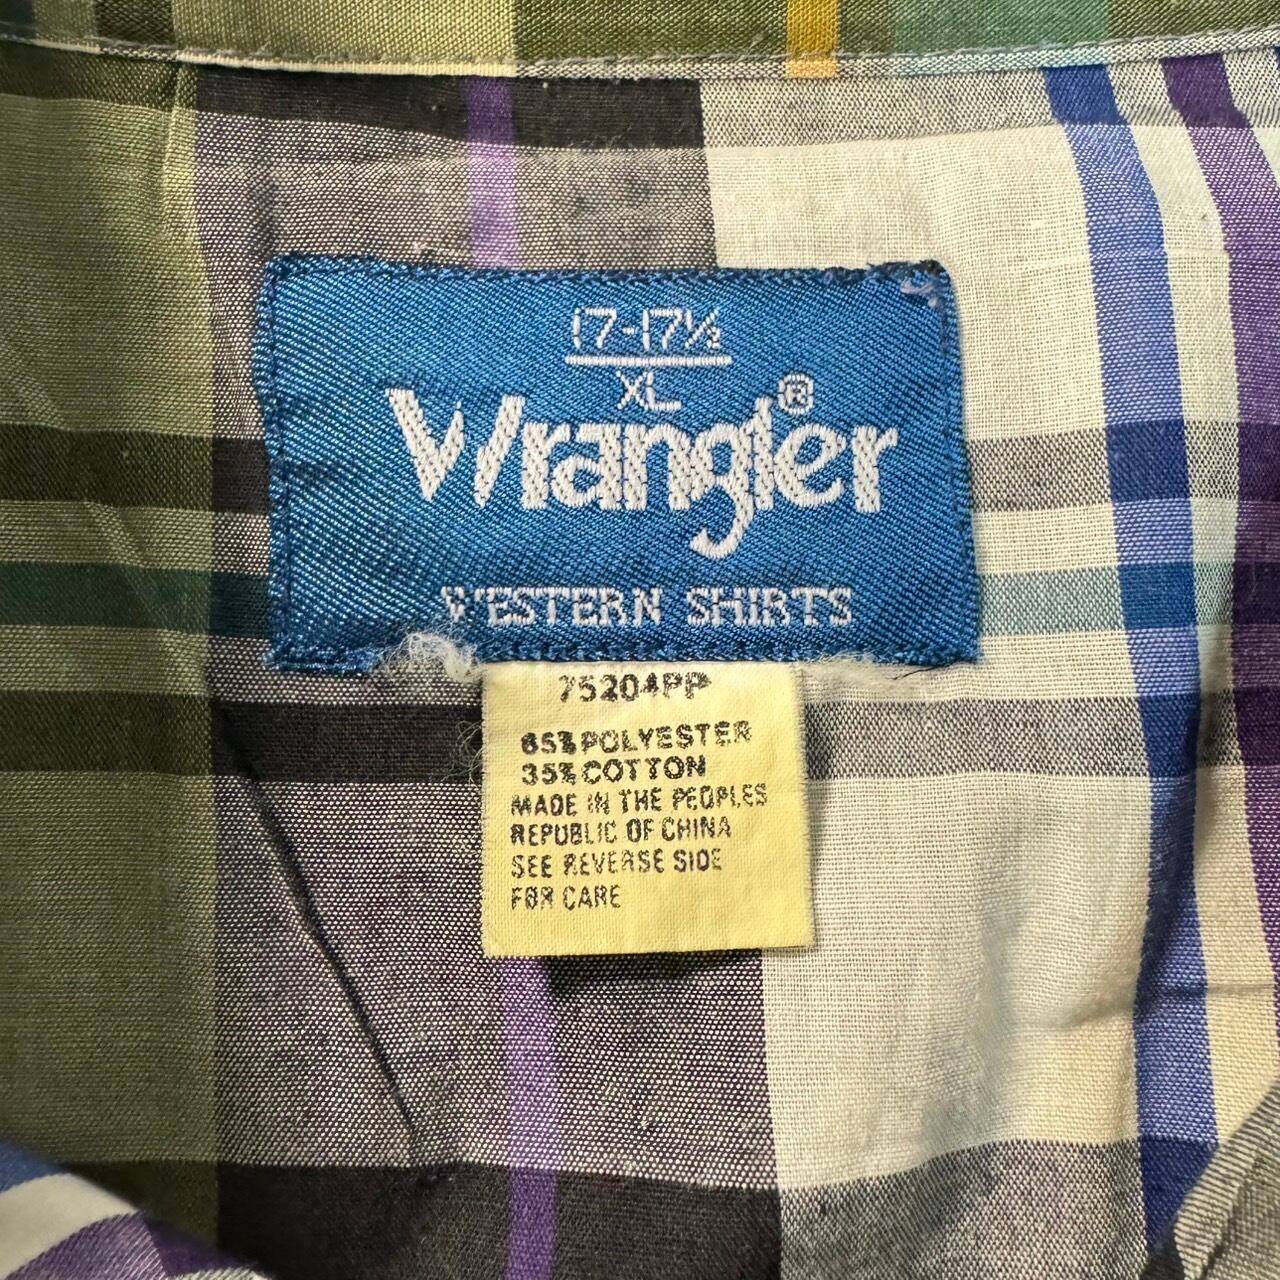 17-17½
XL
Wrangler®
WESTERN SHIRTS
75204PP
65% POLYESTER
35% COTTON
MADE IN THE PEOPLES
REPUBLIC OF CHINA
SEE REVERSE SIDE
FOR CARE